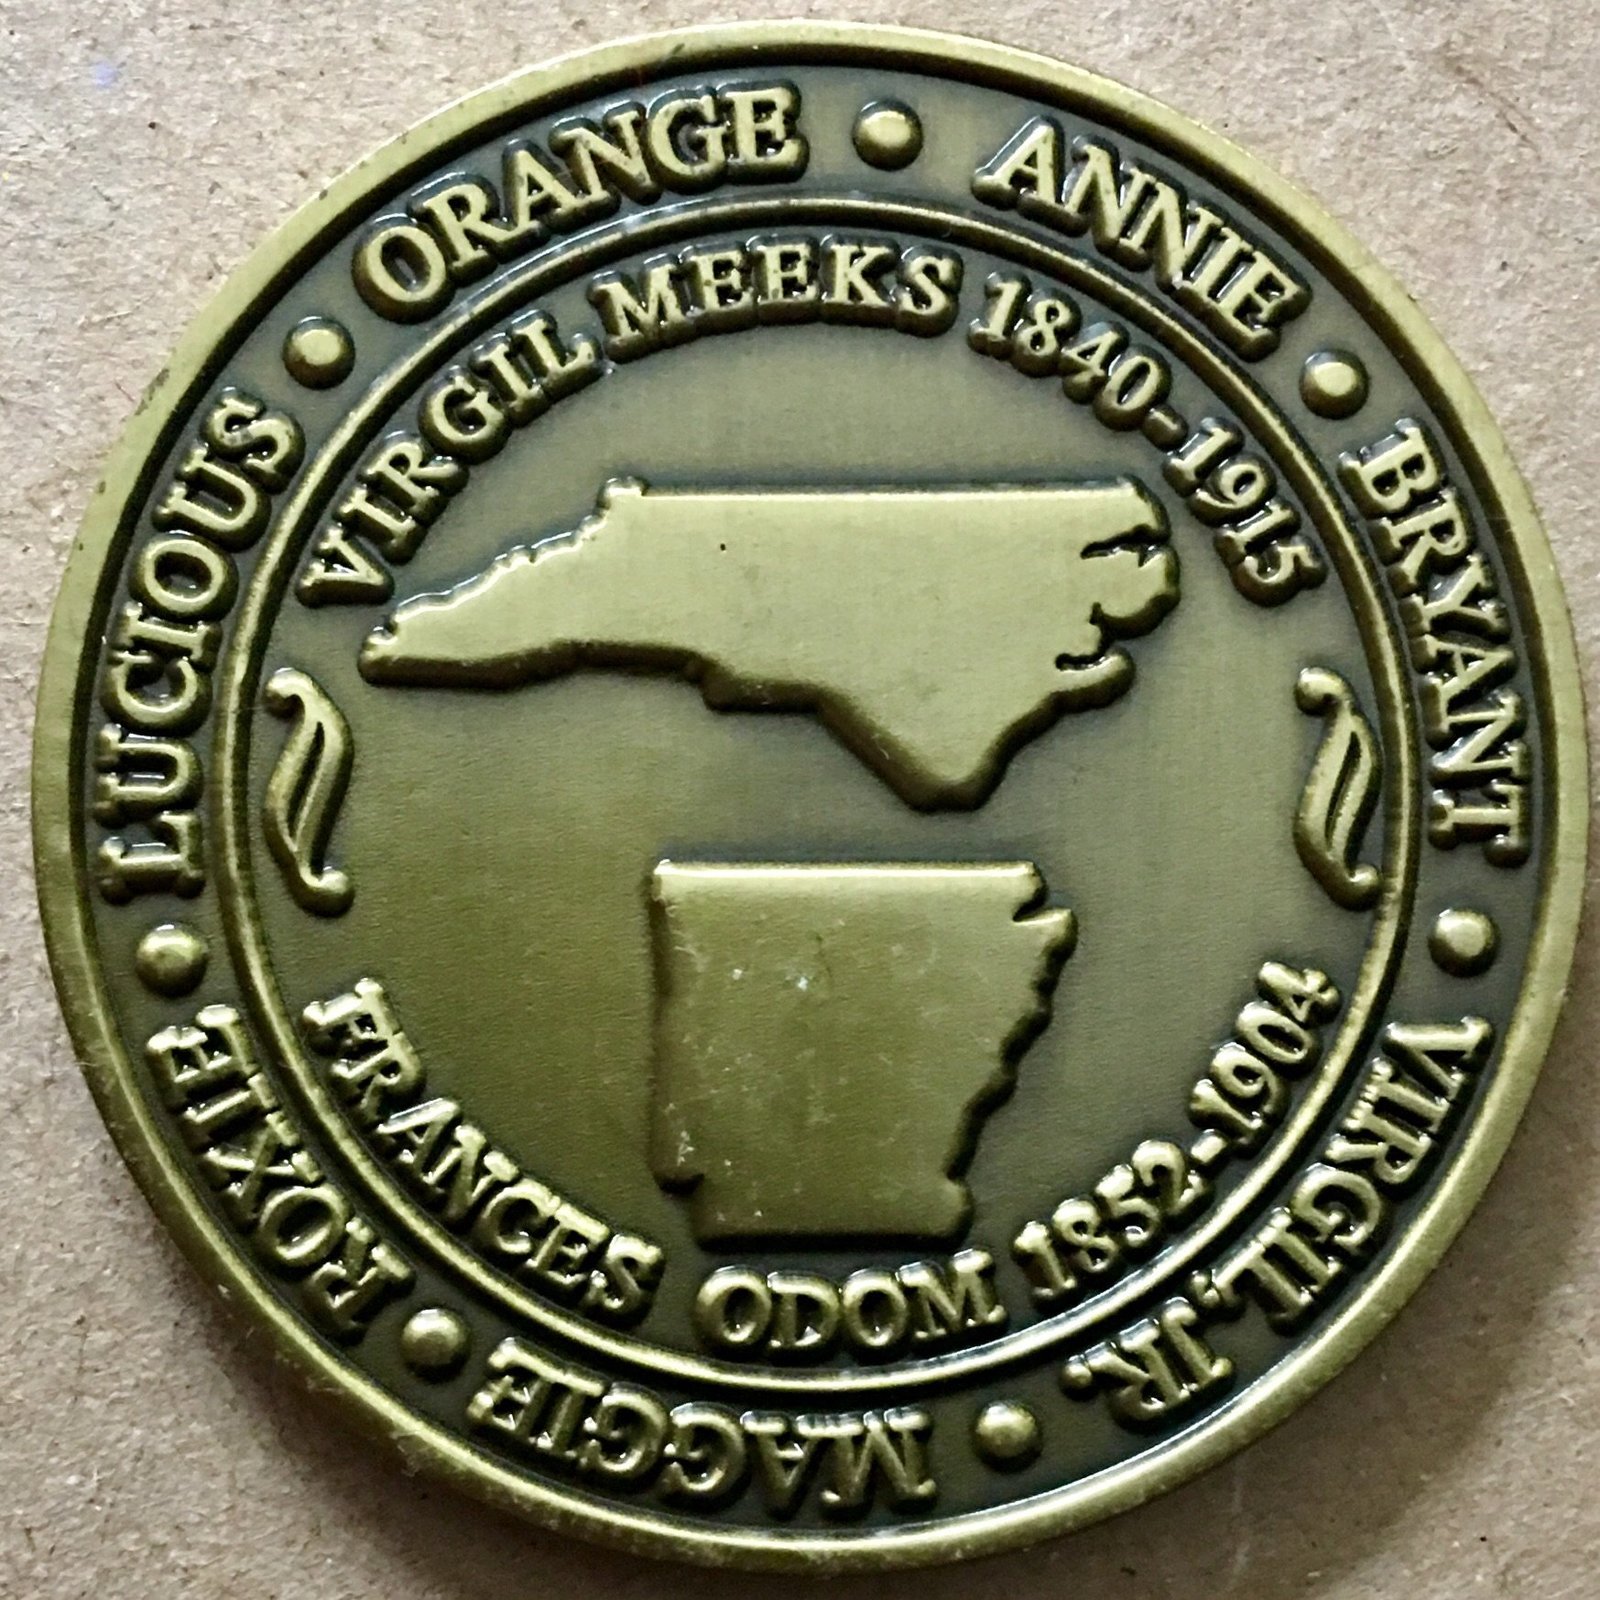 LUCIOUS • ORANGE • ANNIE • BRYANT • VIRGIL, JR. • MAGGIE • ROXIE •
VIRGIL MEEKS 1840-1915
FRANCES ODOM 1852-1904